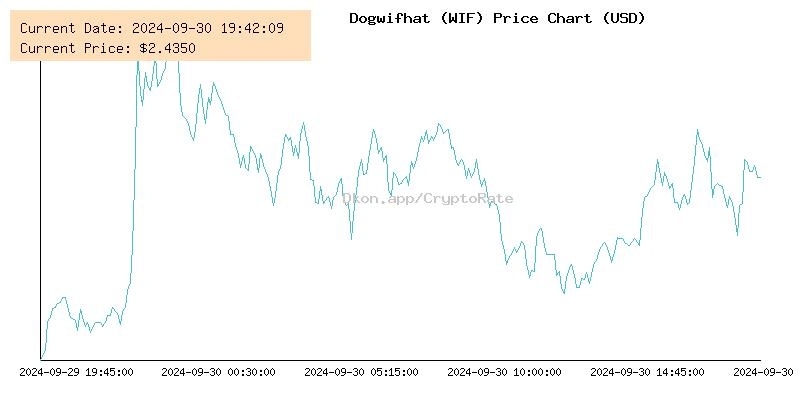 Dogwifhat (WIF) Price Chart (USD)
Current Date: 2024-09-30 19:42:09
Current Price: $2.4350
Dkon.app/CryptoRate
2024-09-29 19:45:00 2024-09-30 00:30:00 2024-09-30 05:15:00 2024-09-30 10:00:00 2024-09-30 14:45:00 2024-09-30